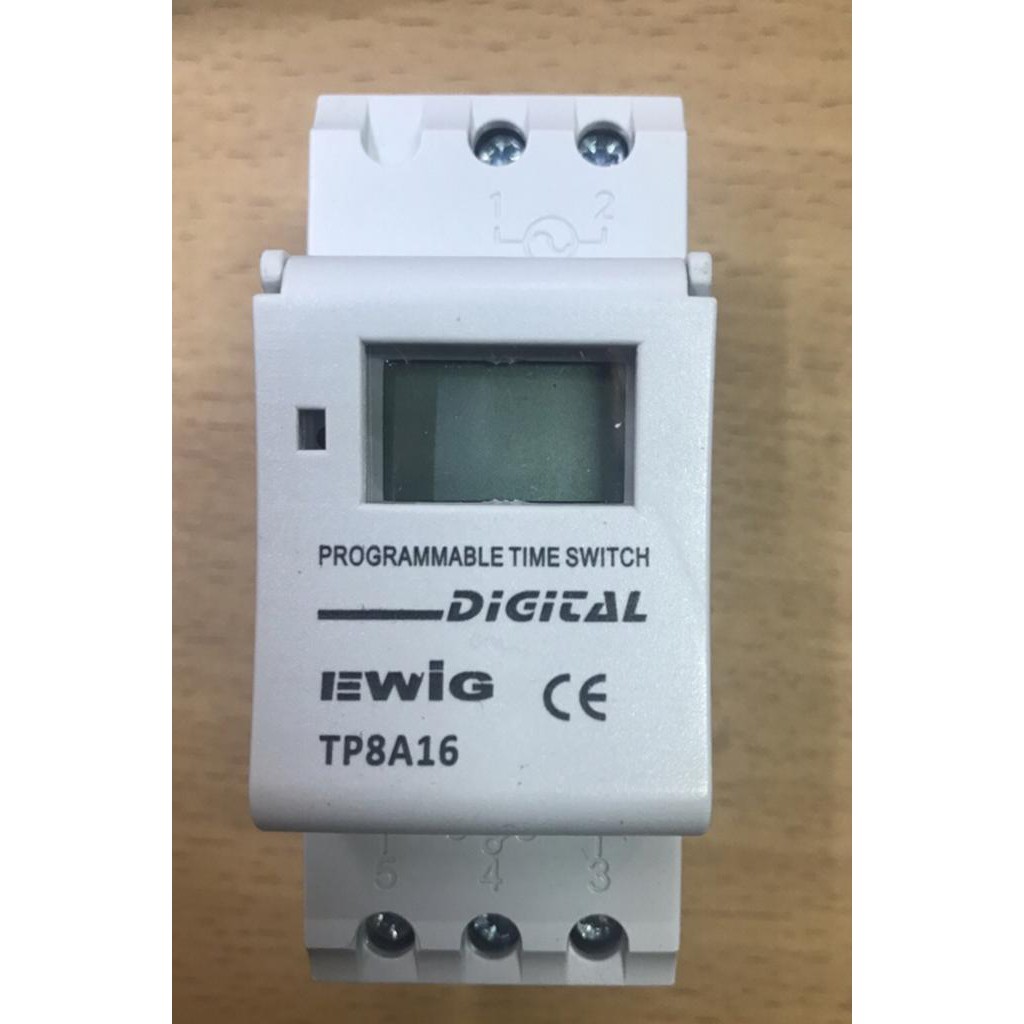 1 2
PROGRAMMABLE TIME SWITCH
DiGiTAL
EWiG CE
TP8A16
5 4 3